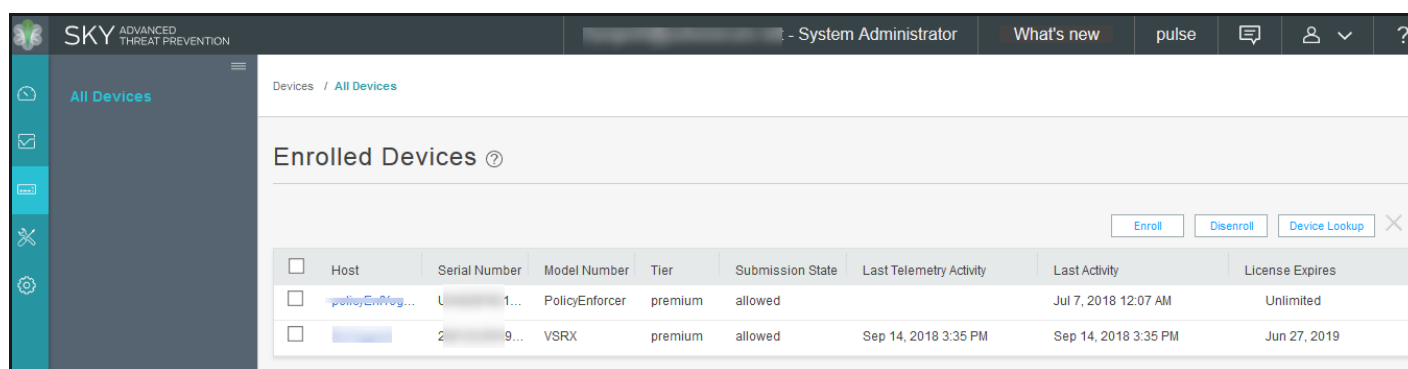 SKY ADVANCED THREAT PREVENTION
- System Administrator
What's new
pulse
?
All Devices
Devices / All Devices
Enrolled Devices ?
Enroll
Disenroll
Device Lookup
Host Serial Number Model Number Tier Submission State Last Telemetry Activity Last Activity License Expires
1... PolicyEnforcer premium allowed Jul 7, 2018 12:07 AM Unlimited
2 9... VSRX premium allowed Sep 14, 2018 3:35 PM Sep 14, 2018 3:35 PM Jun 27, 2019